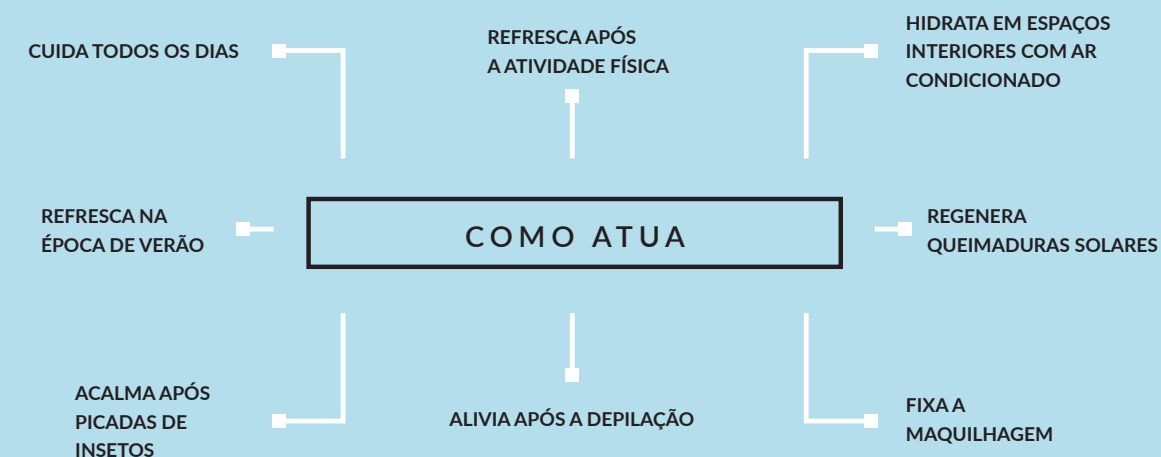 CUIDA TODOS OS DIAS
REFRESCA APÓS
A ATIVIDADE FÍSICA
HIDRATA EM ESPAÇOS
INTERIORES COM AR
CONDICIONADO
REFRESCA NA
ÉPOCA DE VERÃO
COMO ATUA
REGENERA
QUEIMADURAS SOLARES
ACALMA APÓS
PICADAS DE
INSETOS
ALIVIA APÓS A DEPILAÇÃO
FIXA A
MAQUILHAGEM